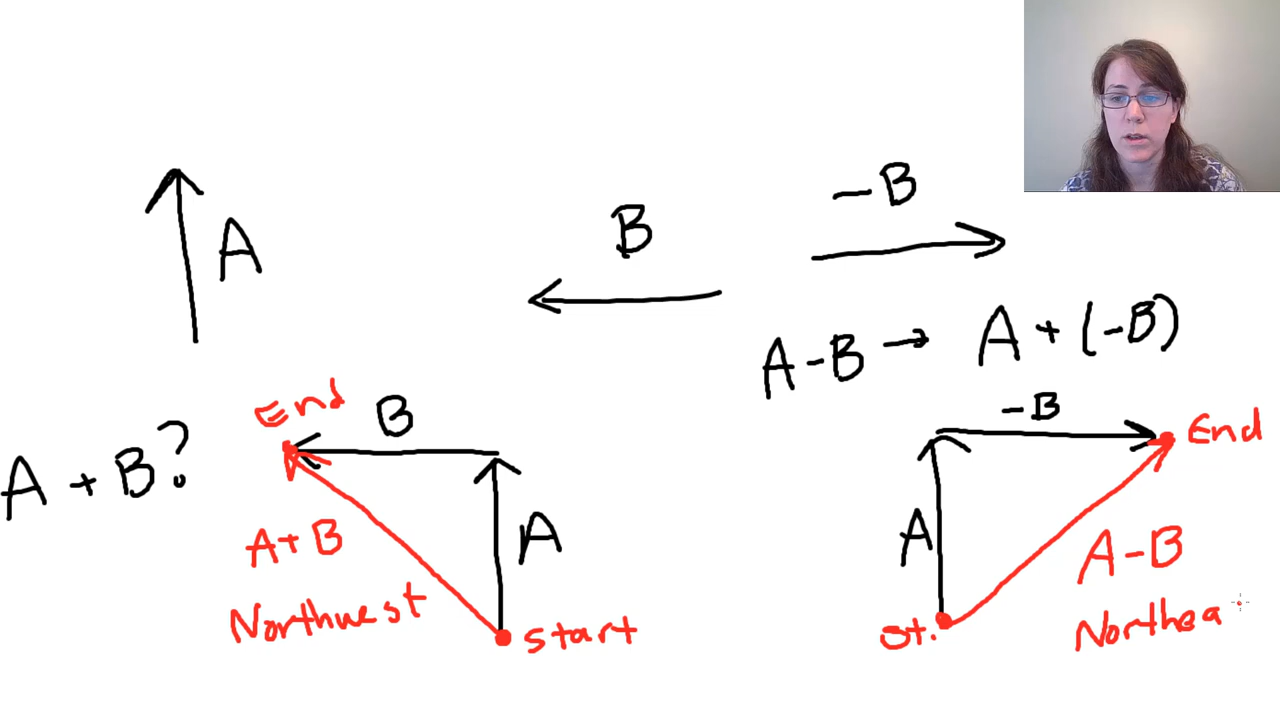 A
B
-B
A-B → A + (-B)
A + B?
End
B
A
A+B
Northwest
Start
-B
End
A
A-B
St.
Northea